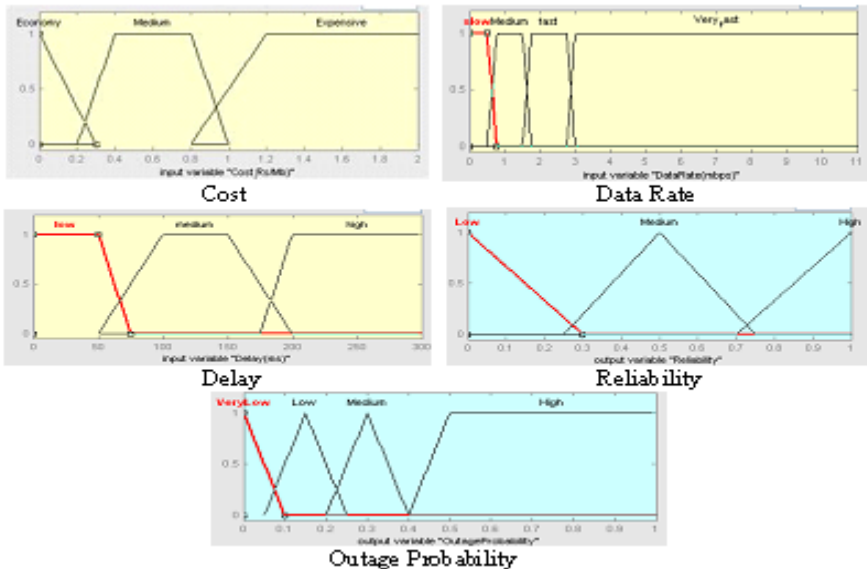 Economy Medium Expensive
1
0.5
0
0 0.2 0.4 0.6 0.8 1 1.2 1.4 1.6 1.8 2
input variable "Cost(Rs/Mb)"
Cost
slow Medium fast Very_fast
1
0.5
0
0 1 2 3 4 5 6 7 8 9 10 11
input variable "DataRate(mbps)"
Data Rate
low medium high
1
0.5
0
0 50 100 150 200 250 300
input variable "Delay(ms)"
Delay
Low Medium High
1
0.5
0
0 0.1 0.2 0.3 0.4 0.5 0.6 0.7 0.8 0.9 1
output variable "Reliability"
Reliability
VeryLow Low Medium High
1
0.5
0
0 0.1 0.2 0.3 0.4 0.5 0.6 0.7 0.8 0.9 1
output variable "OutageProbability"
Outage Probability